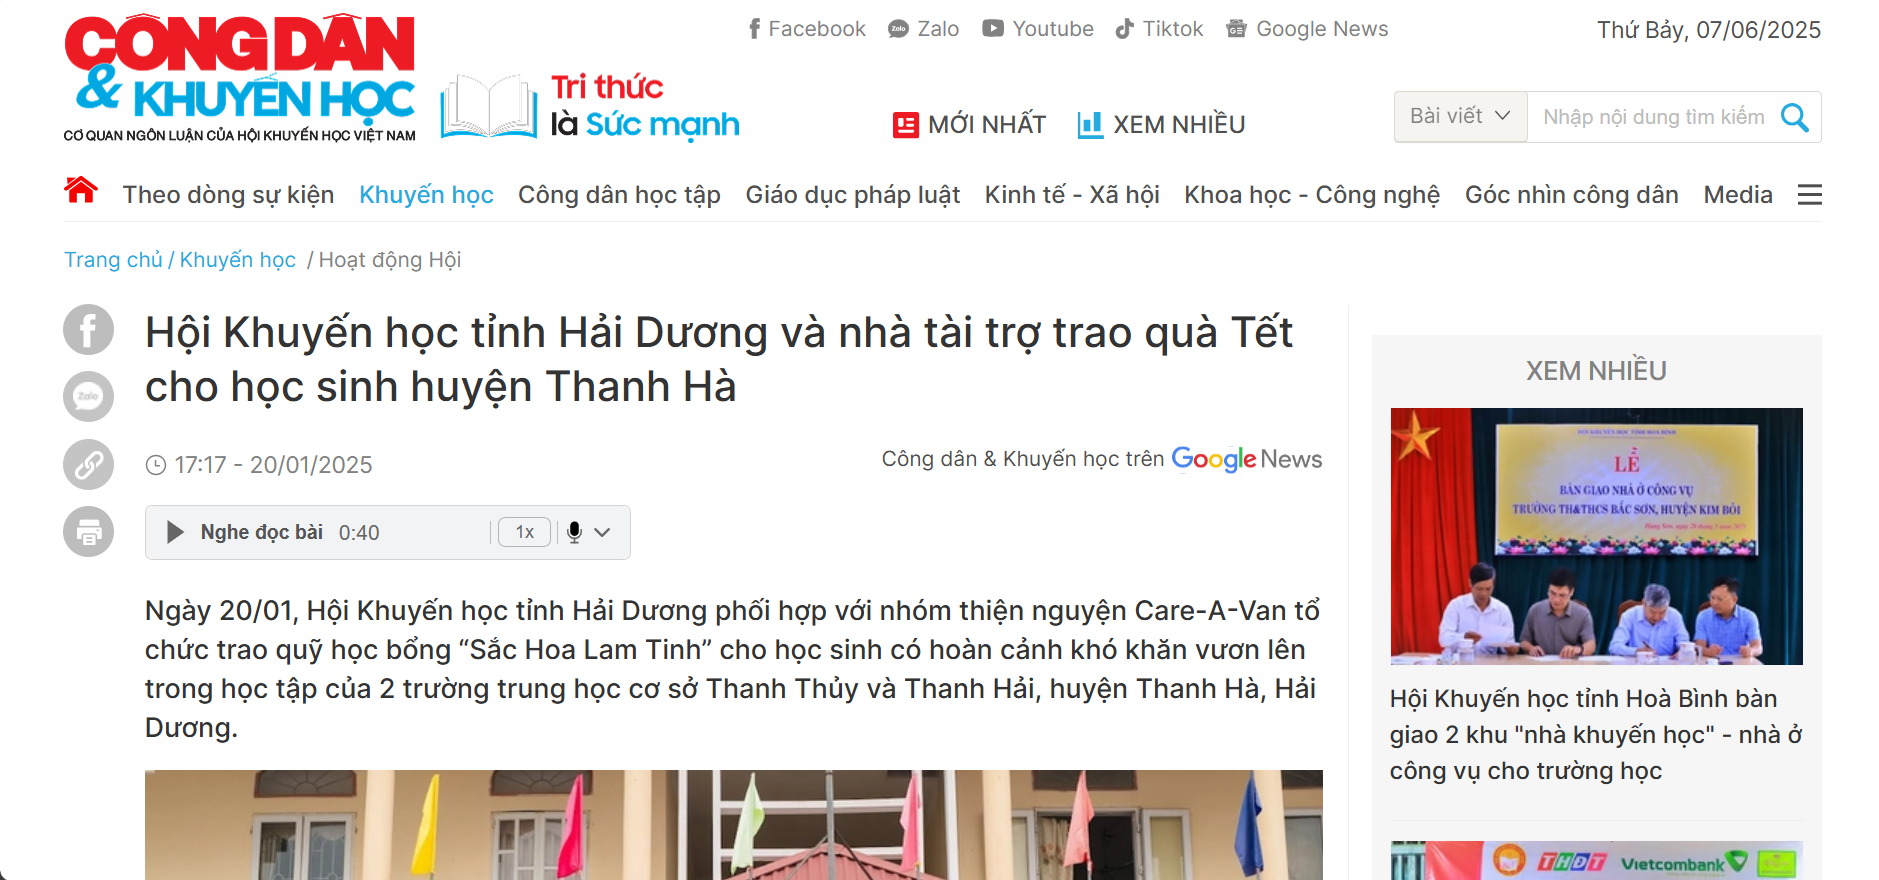 CÔNG DÂN
& KHUYẾN HỌC
CƠ QUAN NGÔN LUẬN CỦA HỘI KHUYẾN HỌC VIỆT NAM
Tri thức
là Sức mạnh
Facebook Zalo Youtube Tiktok Google News
Thứ Bảy, 07/06/2025
MỚI NHẤT XEM NHIỀU
Bài viết Nhập nội dung tìm kiếm
Theo dòng sự kiện Khuyến học Công dân học tập Giáo dục pháp luật Kinh tế - Xã hội Khoa học - Công nghệ Góc nhìn công dân Media
Trang chủ / Khuyến học / Hoạt động Hội
Hội Khuyến học tỉnh Hải Dương và nhà tài trợ trao quà Tết
cho học sinh huyện Thanh Hà
Zalo
17:17 - 20/01/2025
Công dân & Khuyến học trên Google News
Nghe đọc bài 0:40 1x
Ngày 20/01, Hội Khuyến học tỉnh Hải Dương phối hợp với nhóm thiện nguyện Care-A-Van tổ
chức trao quỹ học bổng “Sắc Hoa Lam Tinh” cho học sinh có hoàn cảnh khó khăn vươn lên
trong học tập của 2 trường trung học cơ sở Thanh Thủy và Thanh Hải, huyện Thanh Hà, Hải
Dương.
XEM NHIỀU
HỘI KHUYẾN HỌC TỈNH HOÀ BÌNH
LỄ
BÀN GIAO NHÀ Ở CÔNG VỤ
TRƯỜNG TH&THCS BẮC SƠN, HUYỆN KIM BÔI
Hội Khuyến học tỉnh Hoà Bình bàn
giao 2 khu "nhà khuyến học" - nhà ở
công vụ cho trường học
THĐT Vietcombank